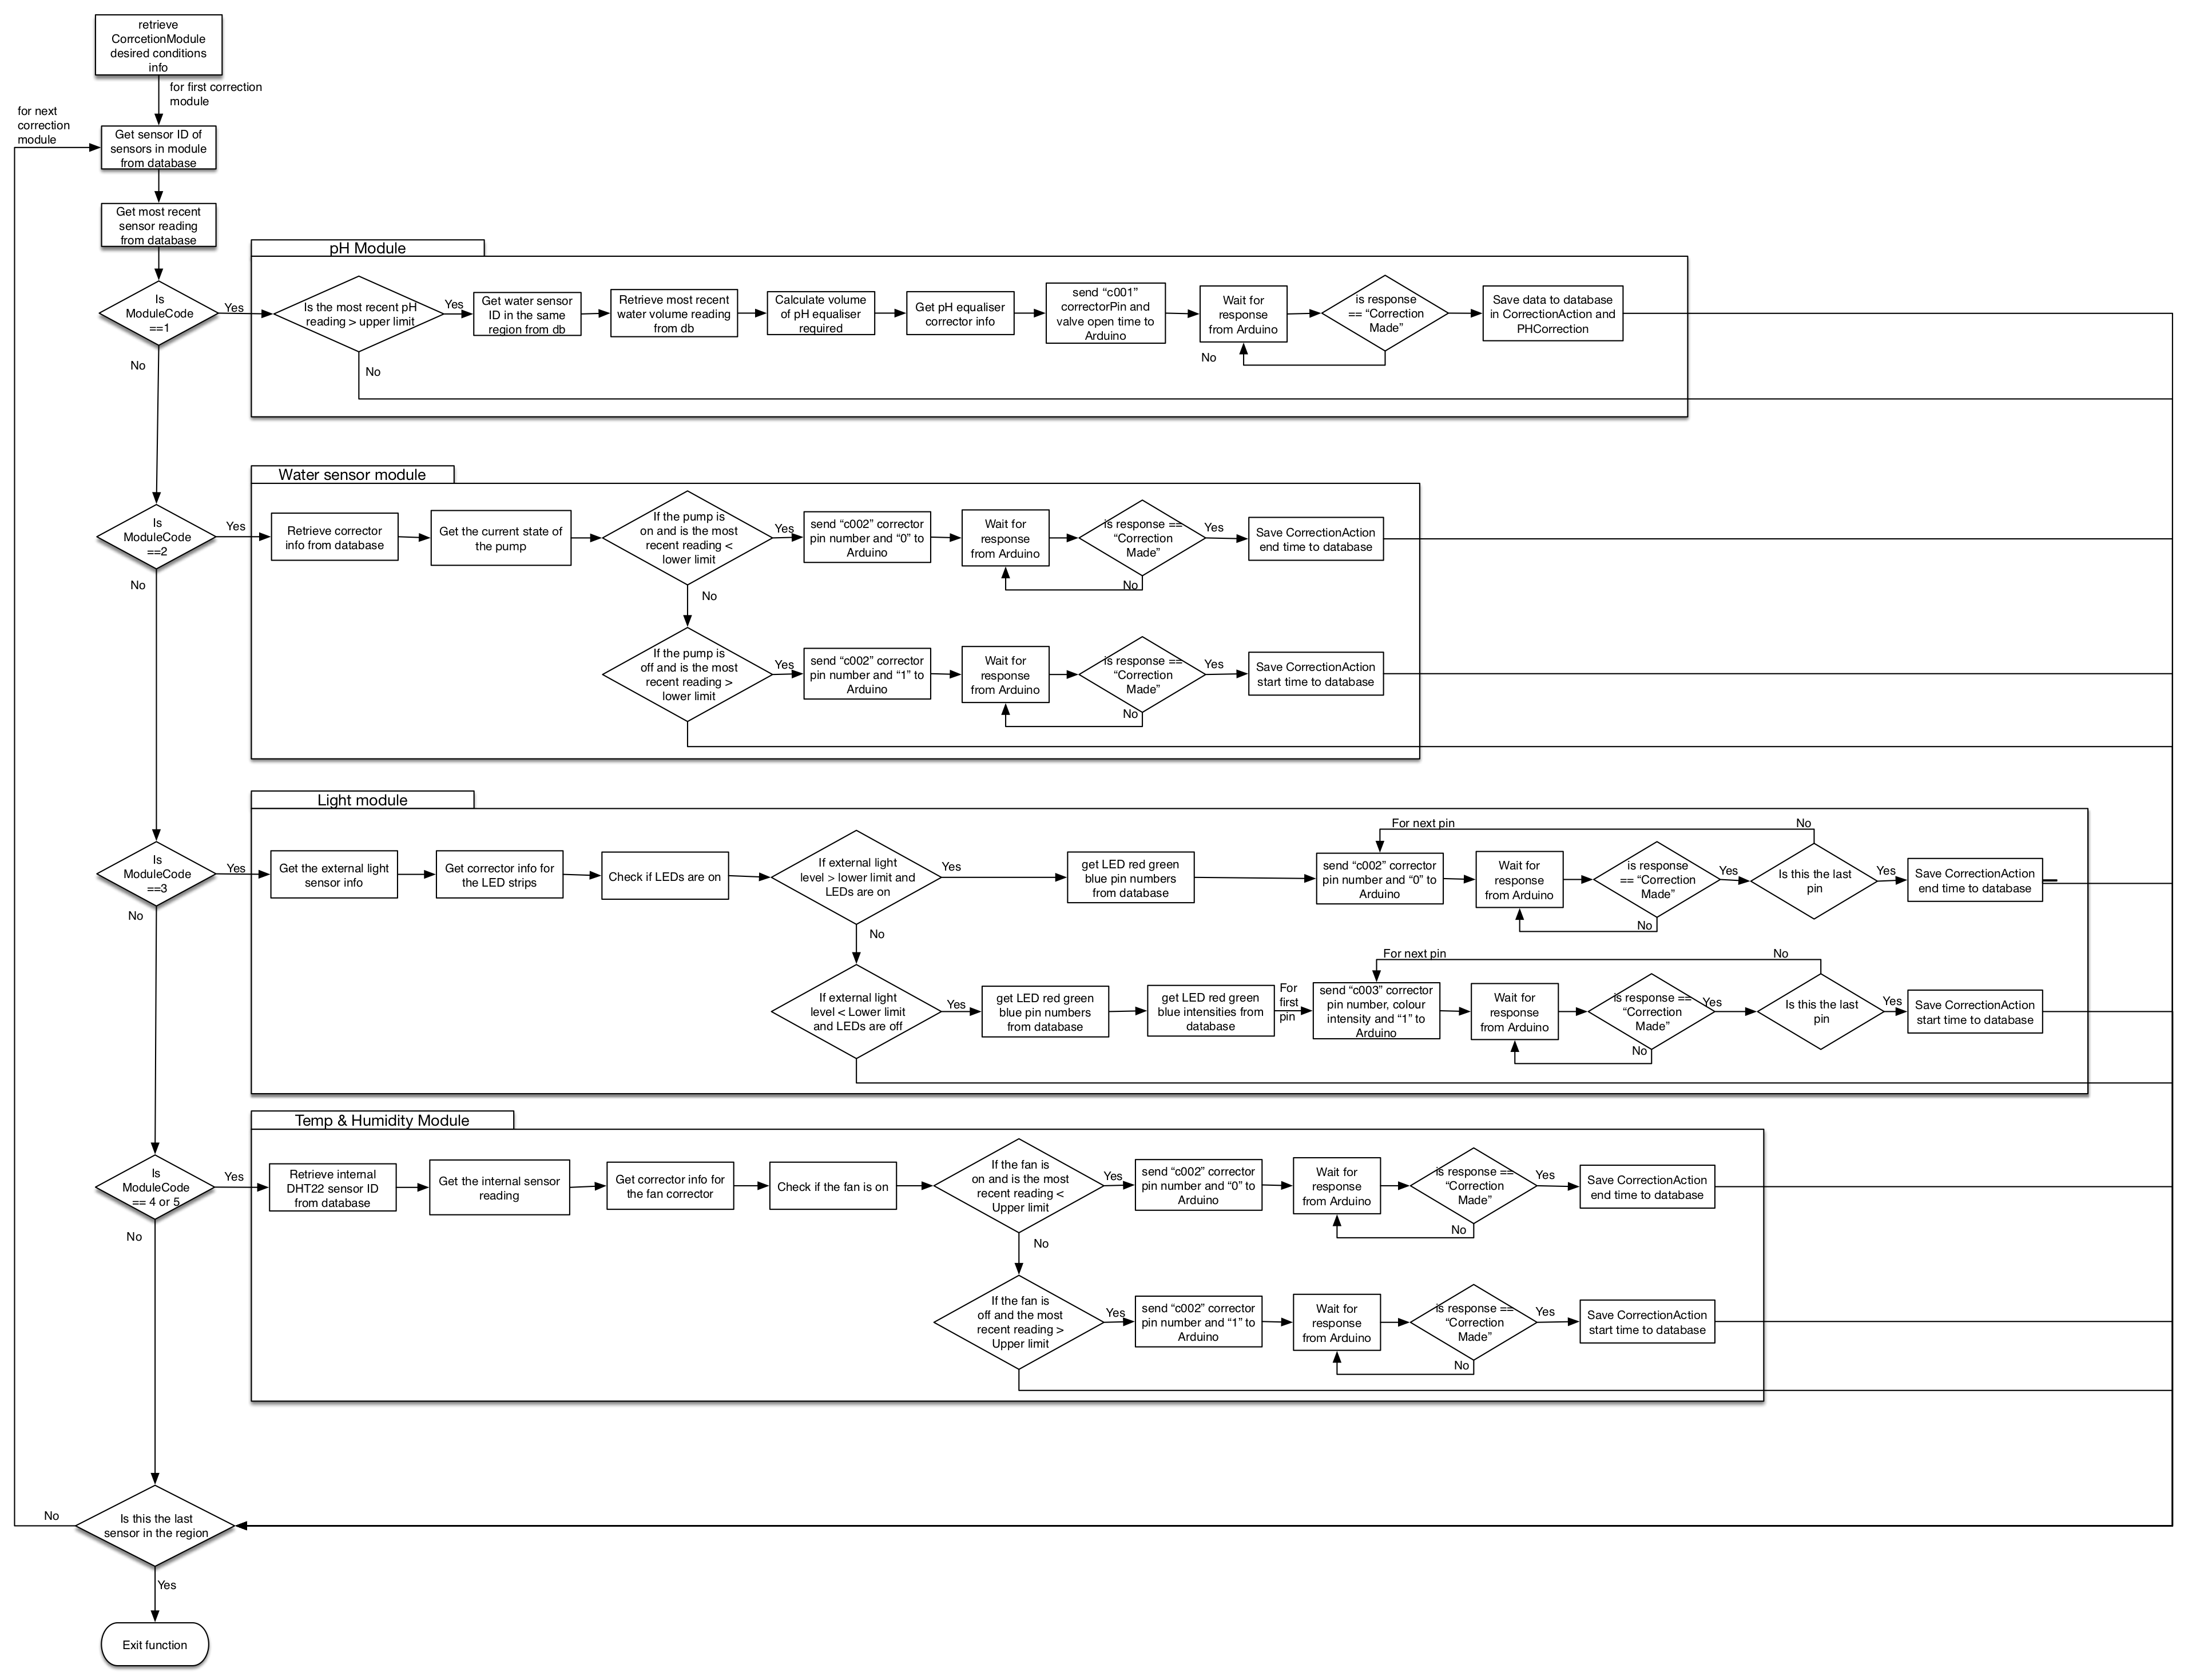 retrieve
CorrcetionModule
desired conditions
info
for first correction
module
for next
correction
module
Get sensor ID of
sensors in module
from database
Get most recent
sensor reading
from database
Is
ModuleCode
==1
Yes
No
pH Module
Is the most recent pH
reading > upper limit
Yes
No
Get water sensor
ID in the same
region from db
Retrieve most recent
water volume reading
from db
Calculate volume
of pH equaliser
required
Get pH equaliser
corrector info
send “c001”
correctorPin and
valve open time to
Arduino
Wait for
response
from Arduino
No
is response
== “Correction
Made”
Save data to database
in CorrectionAction and
PHCorrection
Is
ModuleCode
==2
Yes
No
Water sensor module
Retrieve corrector
info from database
Get the current state of
the pump
If the pump is
on and is the most
recent reading <
lower limit
Yes
No
send “c002” corrector
pin number and “0” to
Arduino
Wait for
response
from Arduino
is response ==
“Correction
Made”
No
Yes
Save CorrectionAction
end time to database
If the pump is
off and is the most
recent reading >
lower limit
Yes
send “c002” corrector
pin number and “1” to
Arduino
Wait for
response
from Arduino
is response ==
“Correction
Made”
No
Yes
Save CorrectionAction
start time to database
Is
ModuleCode
==3
Yes
No
Light module
Get the external light
sensor info
Get corrector info for
the LED strips
Check if LEDs are on
If external light
level > lower limit and
LEDs are on
Yes
No
get LED red green
blue pin numbers
from database
For next pin
No
send “c002” corrector
pin number and “0” to
Arduino
Wait for
response
from Arduino
is response
== “Correction
Made”
No
Yes
Is this the last
pin
Yes
Save CorrectionAction
end time to database
If external light
level < Lower limit
and LEDs are off
Yes
get LED red green
blue pin numbers
from database
get LED red green
blue intensities from
database
For
first
pin
For next pin
No
send “c003” corrector
pin number, colour
intensity and “1” to
Arduino
Wait for
response
from Arduino
is response ==
“Correction
Made”
No
Yes
Is this the last
pin
Yes
Save CorrectionAction
start time to database
Is
ModuleCode
== 4 or 5
Yes
No
Temp & Humidity Module
Retrieve internal
DHT22 sensor ID
from database
Get the internal sensor
reading
Get corrector info for
the fan corrector
Check if the fan is on
If the fan is
on and is the most
recent reading <
Upper limit
Yes
No
send “c002” corrector
pin number and “0” to
Arduino
Wait for
response
from Arduino
is response ==
“Correction
Made”
No
Yes
Save CorrectionAction
end time to database
If the fan is
off and the most
recent reading >
Upper limit
Yes
send “c002” corrector
pin number and “1” to
Arduino
Wait for
response
from Arduino
is response ==
“Correction
Made”
No
Yes
Save CorrectionAction
start time to database
Is this the last
sensor in the region
No
Yes
Exit function